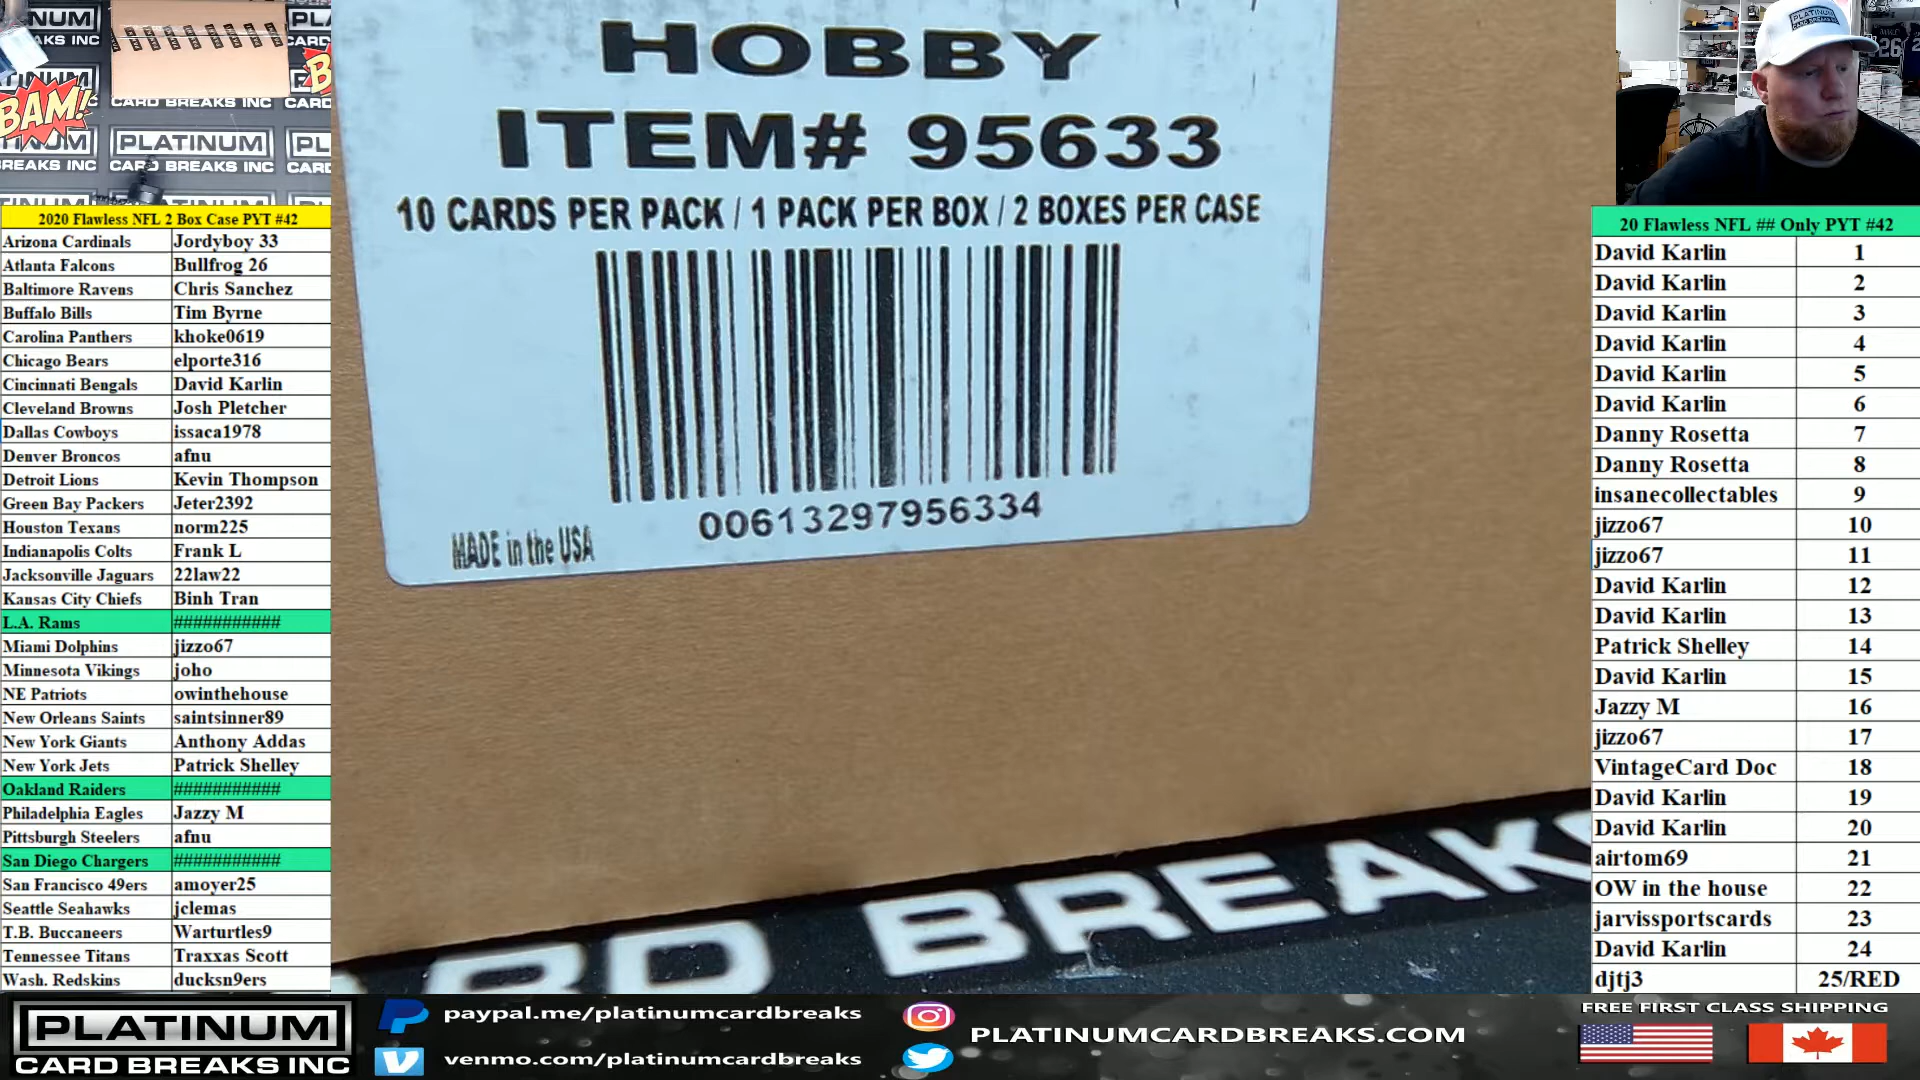 HOBBY
ITEM# 95633
10 CARDS PER PACK / 1 PACK PER BOX / 2 BOXES PER CASE
00613297956334
MADE in the USA
CARD BREAKS INC
BAM!
PLATINUM
CARD BREAKS INC
RD BREAKS
PLATINUM
26
2020 Flawless NFL 2 Box Case PYT #42
Arizona Cardinals Jordyboy 33
Atlanta Falcons Bullfrog 26
Baltimore Ravens Chris Sanchez
Buffalo Bills Tim Byrne
Carolina Panthers khoke0619
Chicago Bears elporte316
Cincinnati Bengals David Karlin
Cleveland Browns Josh Pletcher
Dallas Cowboys issaca1978
Denver Broncos afnu
Detroit Lions Kevin Thompson
Green Bay Packers Jeter2392
Houston Texans norm225
Indianapolis Colts Frank L
Jacksonville Jaguars 22law22
Kansas City Chiefs Binh Tran
L.A. Rams ###########
Miami Dolphins jizzo67
Minnesota Vikings joho
NE Patriots owinthehouse
New Orleans Saints saintsinner89
New York Giants Anthony Addas
New York Jets Patrick Shelley
Oakland Raiders ###########
Philadelphia Eagles Jazzy M
Pittsburgh Steelers afnu
San Diego Chargers ###########
San Francisco 49ers amoyer25
Seattle Seahawks jclemas
T.B. Buccaneers Warturtles9
Tennessee Titans Traxxas Scott
Wash. Redskins ducksn9ers
20 Flawless NFL ## Only PYT #42
David Karlin 1
David Karlin 2
David Karlin 3
David Karlin 4
David Karlin 5
David Karlin 6
Danny Rosetta 7
Danny Rosetta 8
insanecollectables 9
jizzo67 10
jizzo67 11
David Karlin 12
David Karlin 13
Patrick Shelley 14
David Karlin 15
Jazzy M 16
jizzo67 17
VintageCard Doc 18
David Karlin 19
David Karlin 20
airtom69 21
OW in the house 22
jarvissportscards 23
David Karlin 24
djtj3 25/RED
PLATINUM
CARD BREAKS INC
paypal.me/platinumcardbreaks
venmo.com/platinumcardbreaks
PLATINUMCARDBREAKS.COM
FREE FIRST CLASS SHIPPING